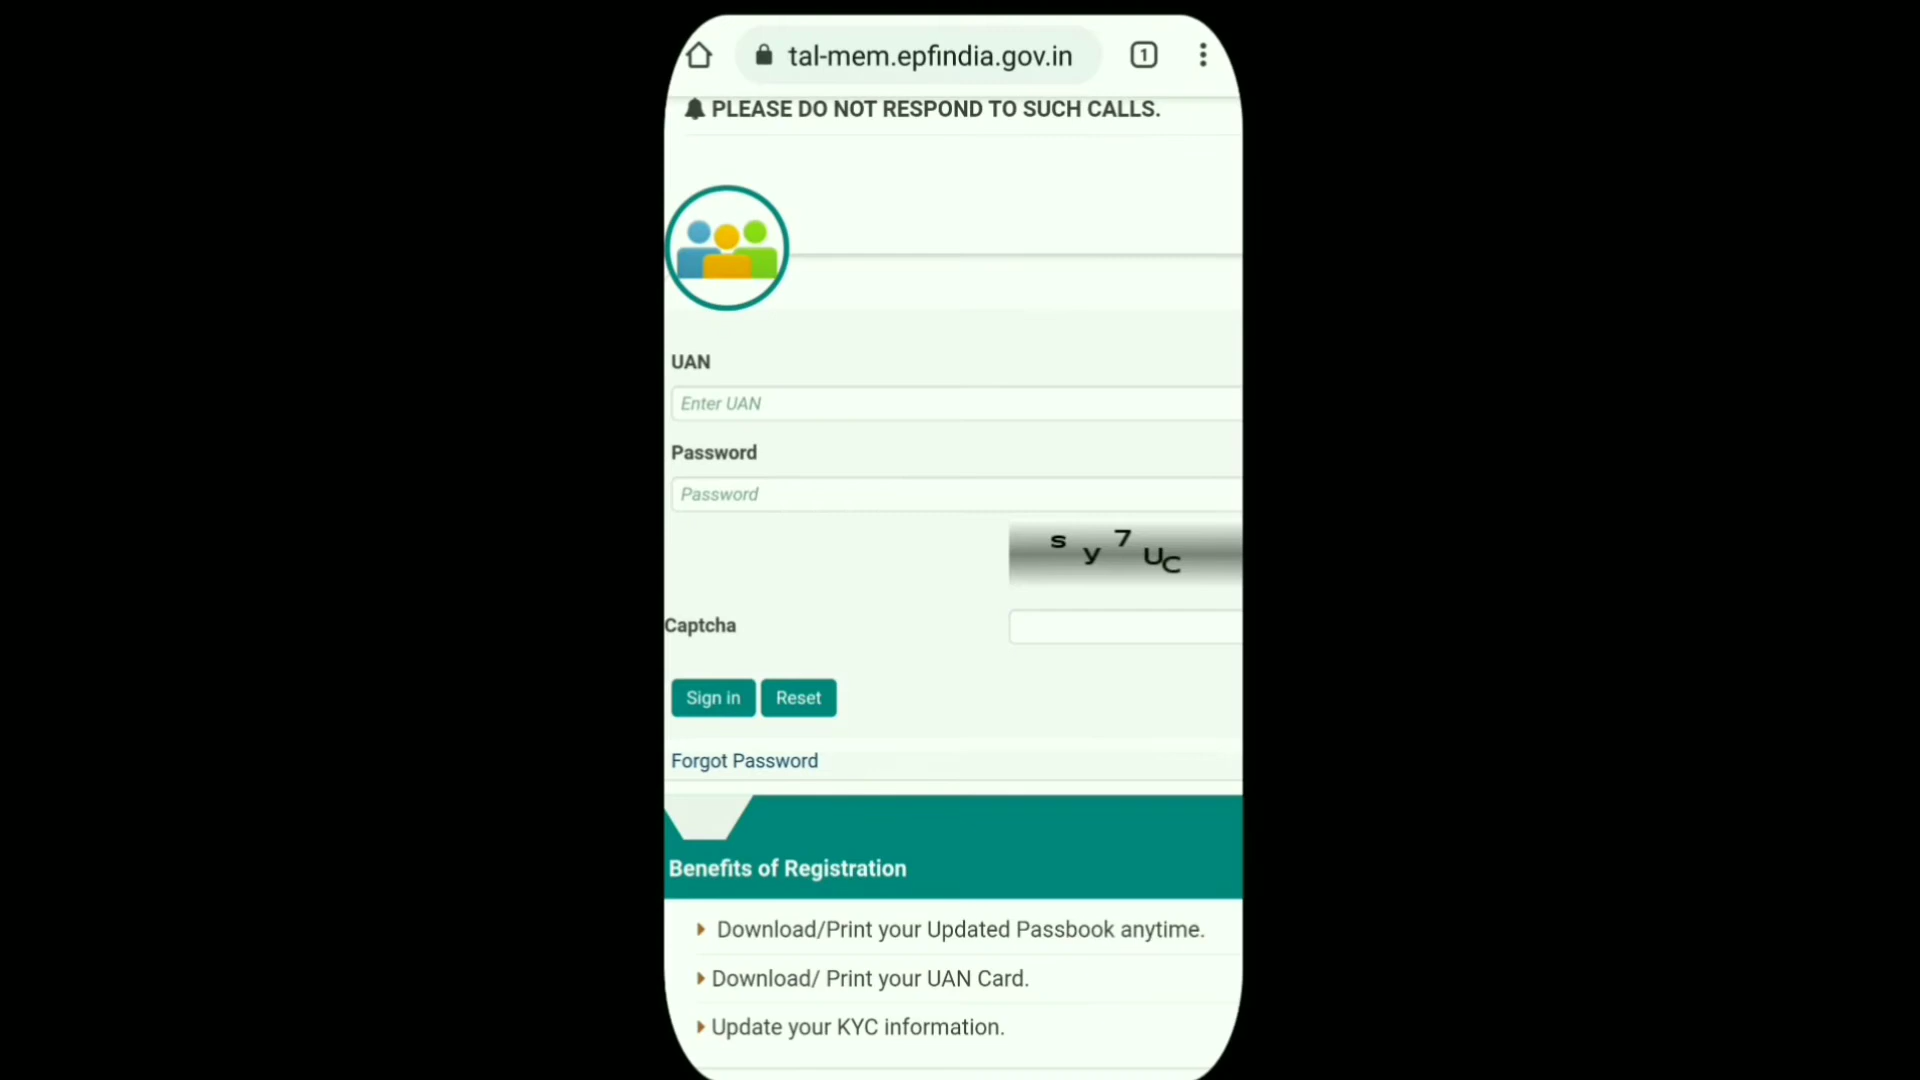 tal-mem.epfindia.gov.in 1
PLEASE DO NOT RESPOND TO SUCH CALLS.
UAN
Enter UAN
Password
Password
sy7UC
Captcha
Sign in Reset
Forgot Password
Benefits of Registration
Download/Print your Updated Passbook anytime.
Download/ Print your UAN Card.
Update your KYC information.